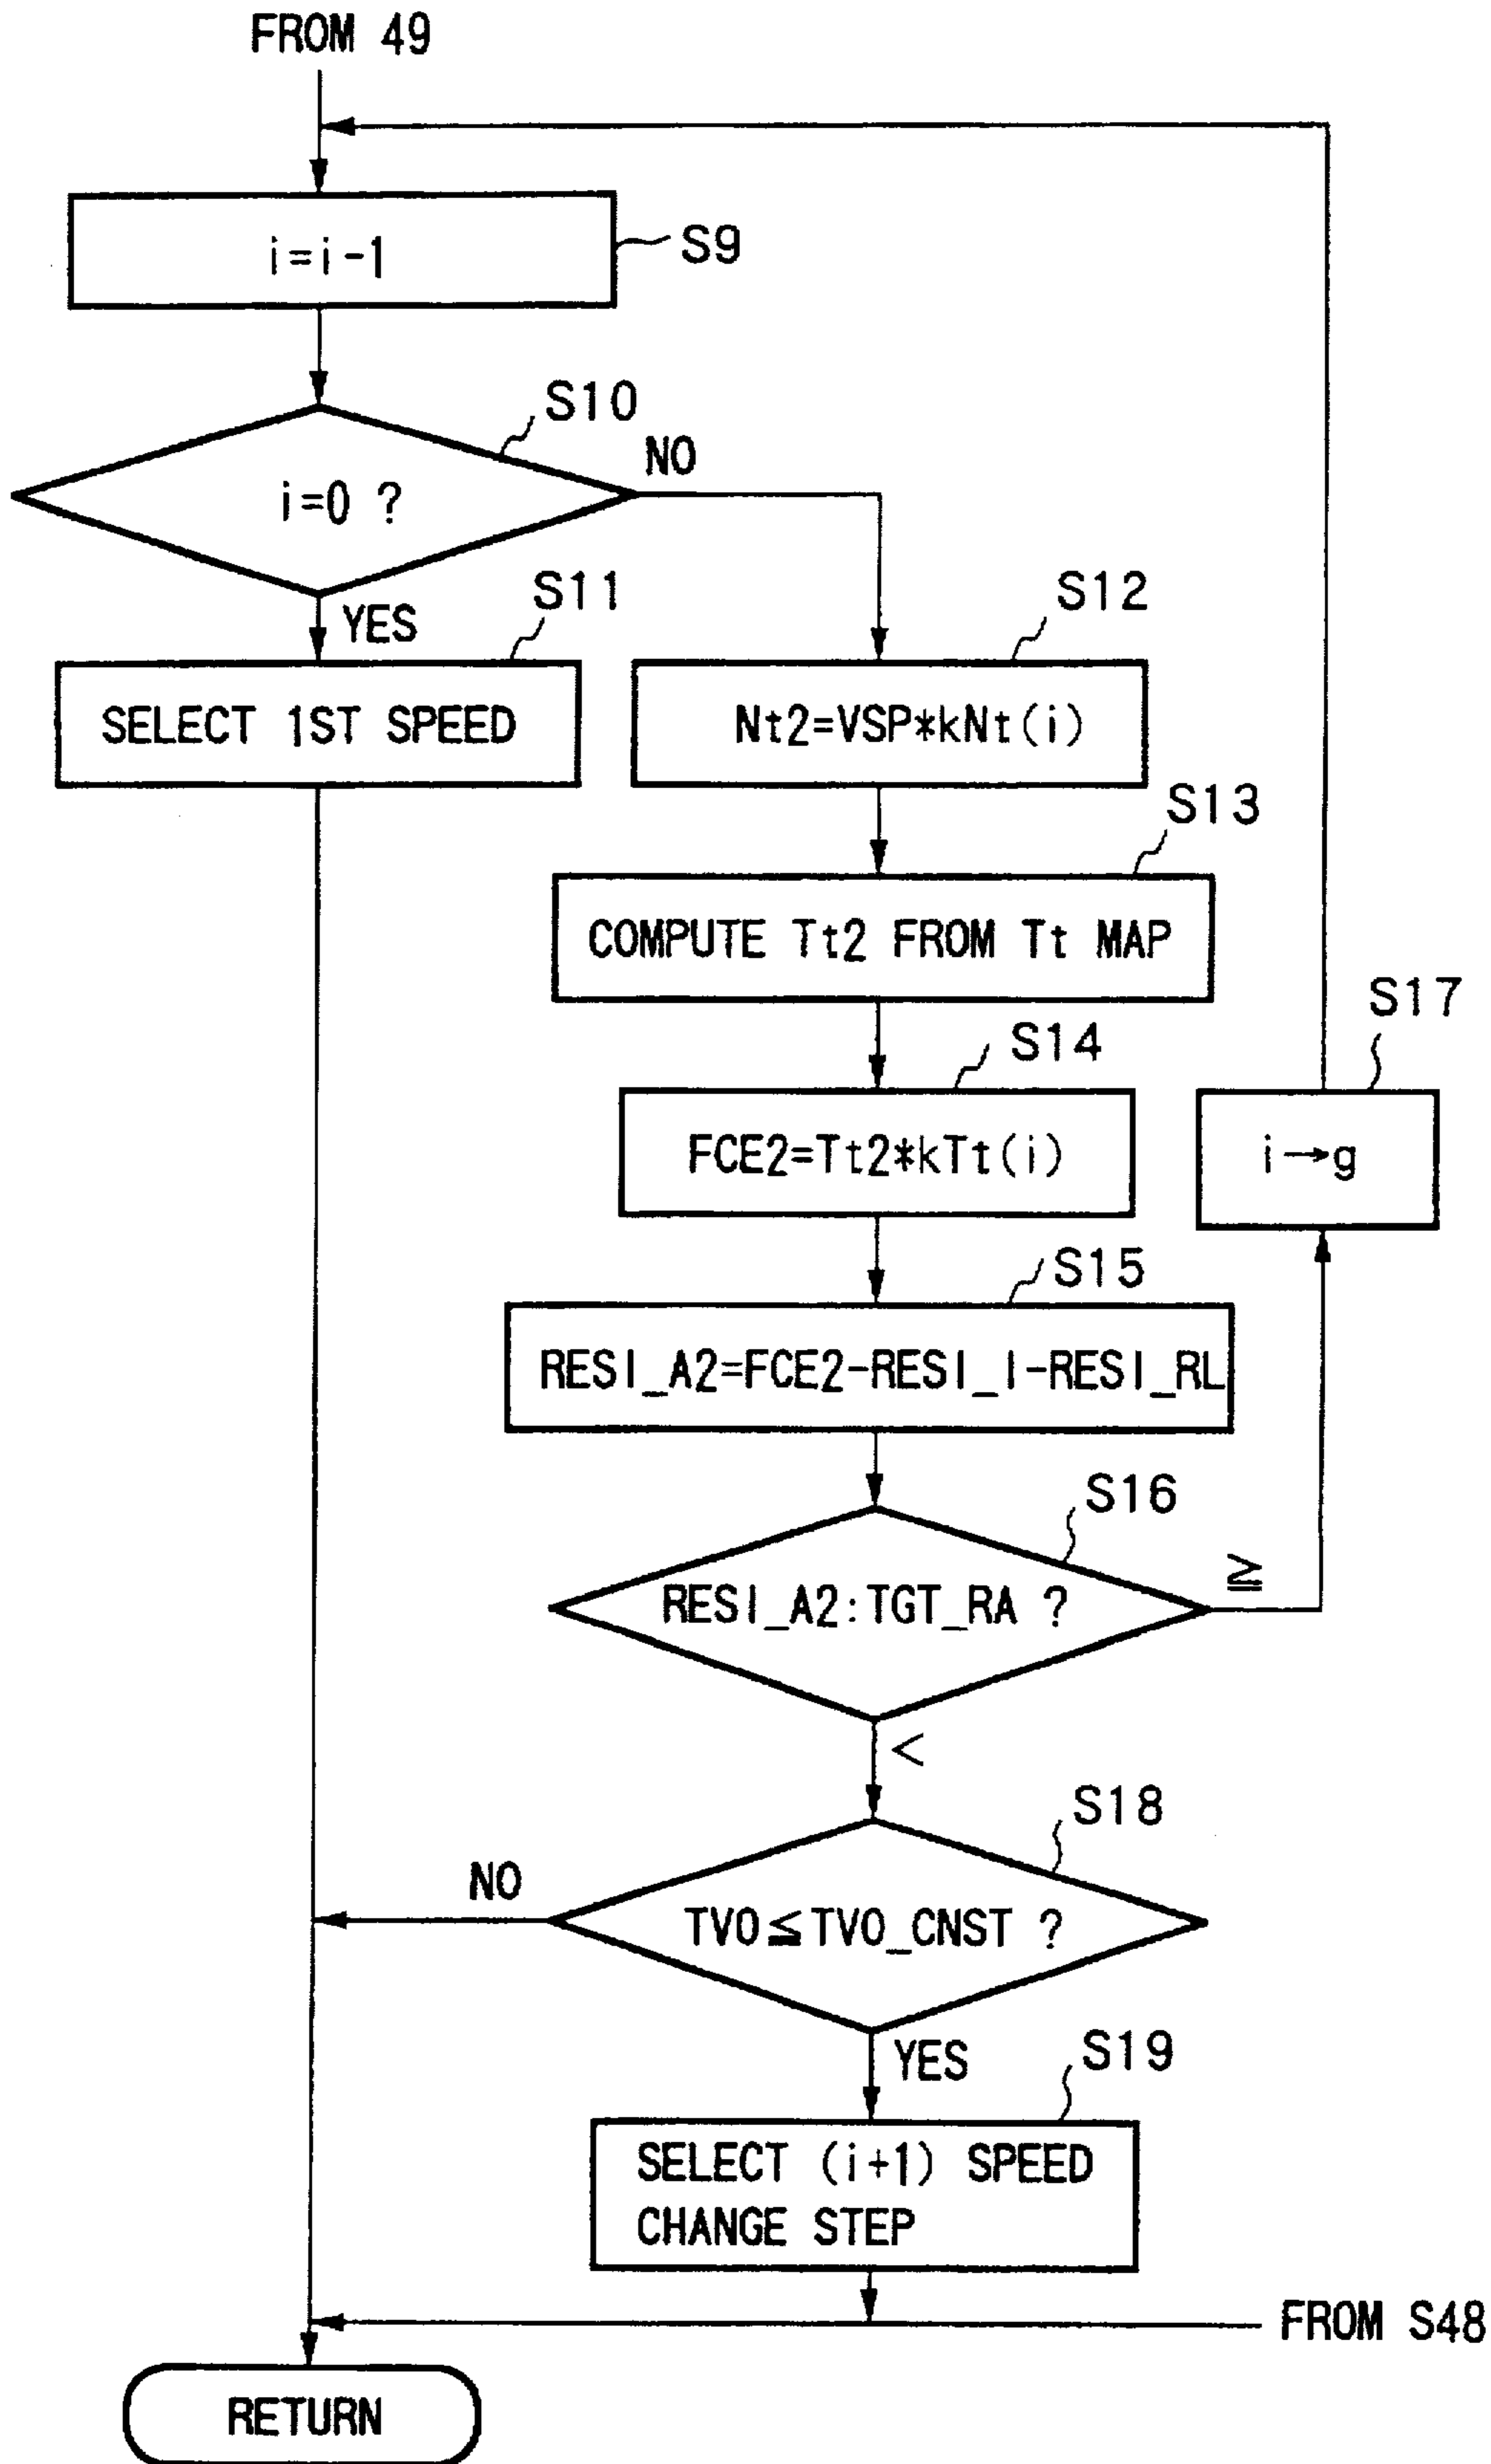 FROM 49
i=i-1
S9
S10
i=0 ?
NO
YES
S11
SELECT 1ST SPEED
S12
Nt2=VSP*kNt(i)
S13
COMPUTE Tt2 FROM Tt MAP
S14
FCE2=Tt2*kTt(i)
S17
i→g
S15
RESI_A2=FCE2-RESI_I-RESI_RL
S16
RESI_A2:TGT_RA ?
≧
<
S18
TVO≦TVO_CNST ?
NO
YES
S19
SELECT (i+1) SPEED
CHANGE STEP
FROM S48
RETURN